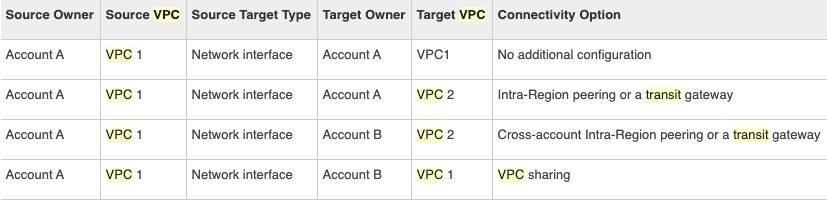 Source Owner Source VPC Source Target Type Target Owner Target VPC Connectivity Option
Account A VPC 1 Network interface Account A VPC1 No additional configuration
Account A VPC 1 Network interface Account A VPC 2 Intra-Region peering or a transit gateway
Account A VPC 1 Network interface Account B VPC 2 Cross-account Intra-Region peering or a transit gateway
Account A VPC 1 Network interface Account B VPC 1 VPC sharing